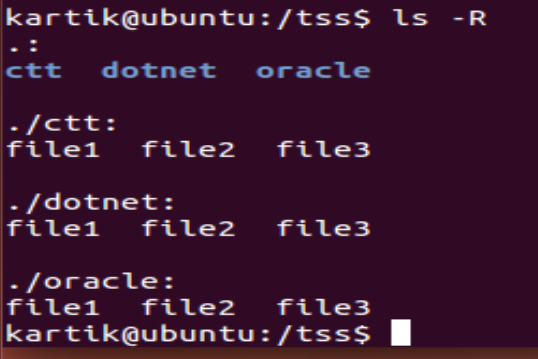 kartik@ubuntu:/tss$ ls -R
.:
ctt  dotnet  oracle

./ctt:
file1  file2  file3

./dotnet:
file1  file2  file3

./oracle:
file1  file2  file3
kartik@ubuntu:/tss$